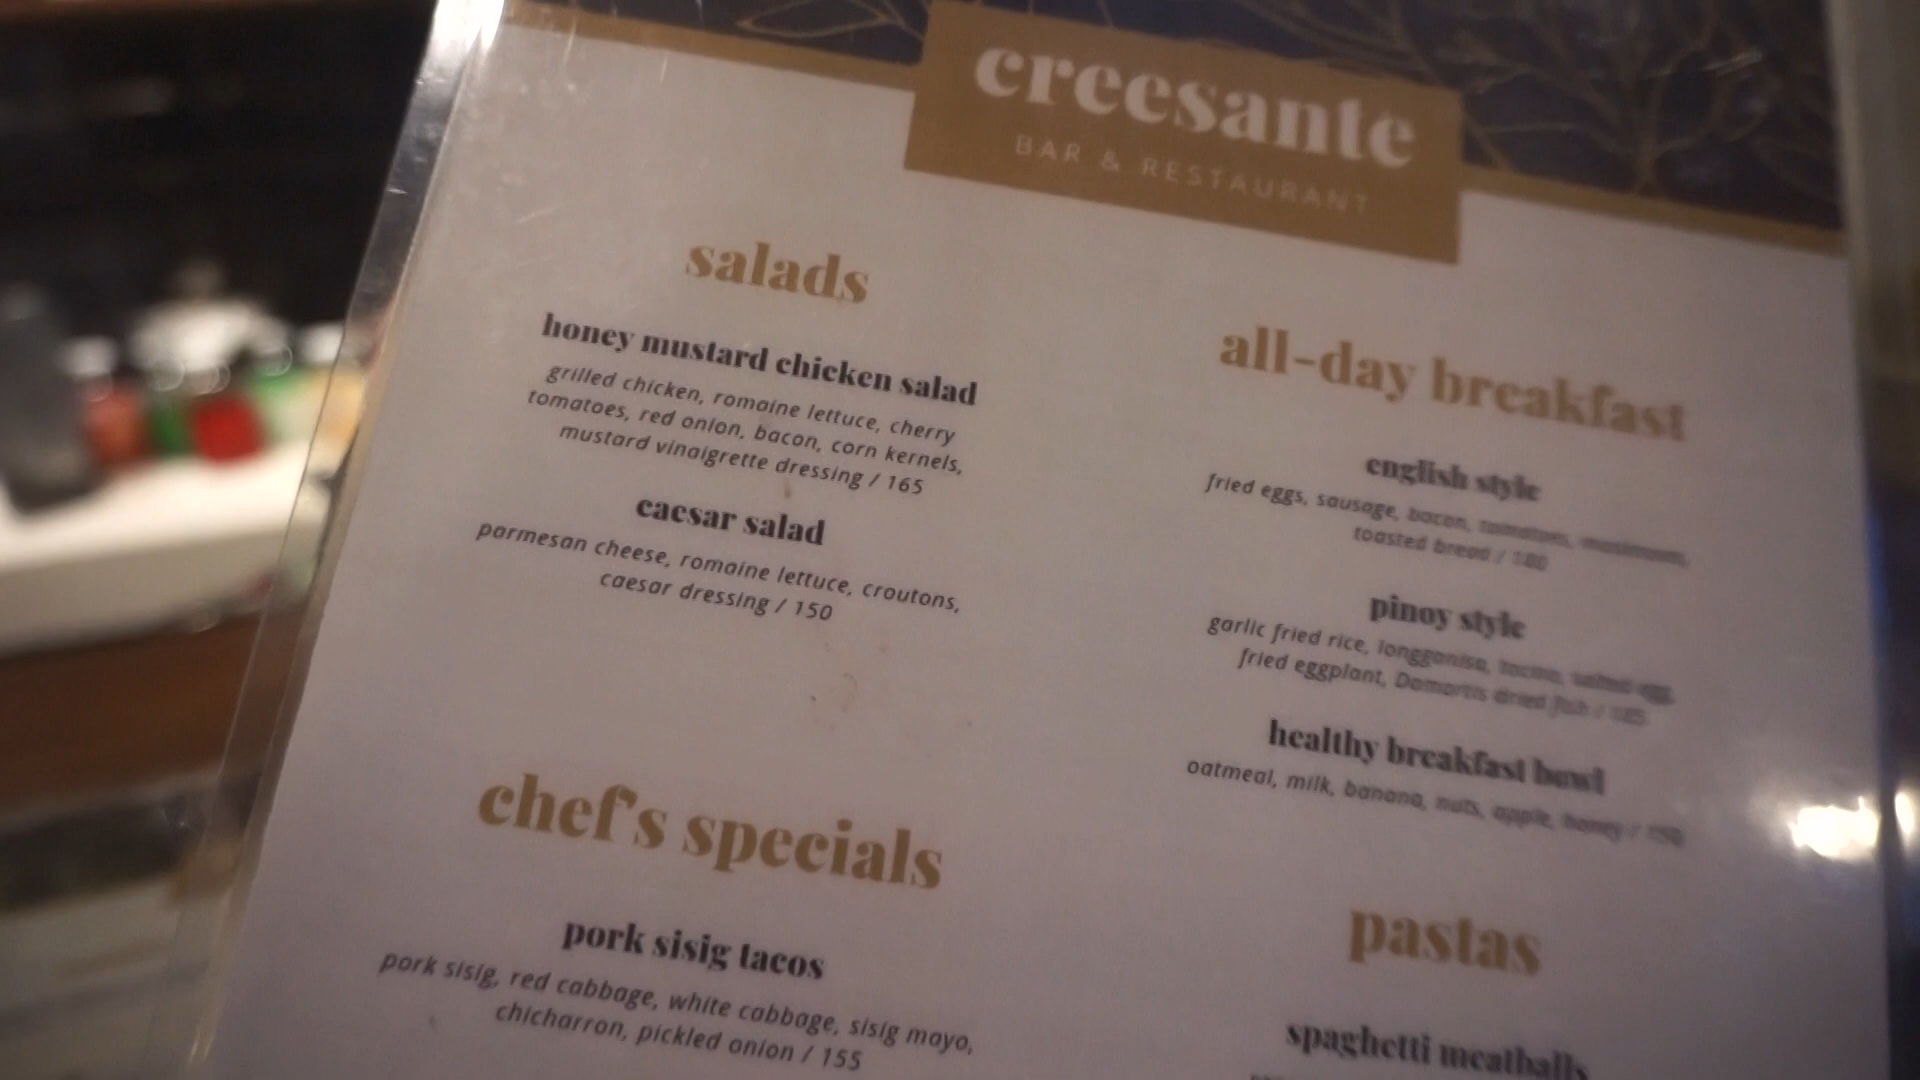 creesante
BAR & RESTAURANT
salads
honey mustard chicken salad
grilled chicken, romaine lettuce, cherry
tomatoes, red onion, bacon, corn kernels,
mustard vinaigrette dressing / 165
caesar salad
parmesan cheese, romaine lettuce, croutons,
caesar dressing / 150
chef's specials
pork sisig tacos
pork sisig, red cabbage, white cabbage, sisig mayo,
chicharron, pickled onion / 155
all-day breakfast
english style
fried eggs, sausage, bacon, tomatoes, mushroom,
toasted bread / 180
pinoy style
garlic fried rice, longganisa, tocino, salted egg,
fried eggplant, Damortis dried fish /
healthy breakfast bowl
oatmeal, milk, banana, nuts, apple, honey / 150
pastas
spaghetti meatballs